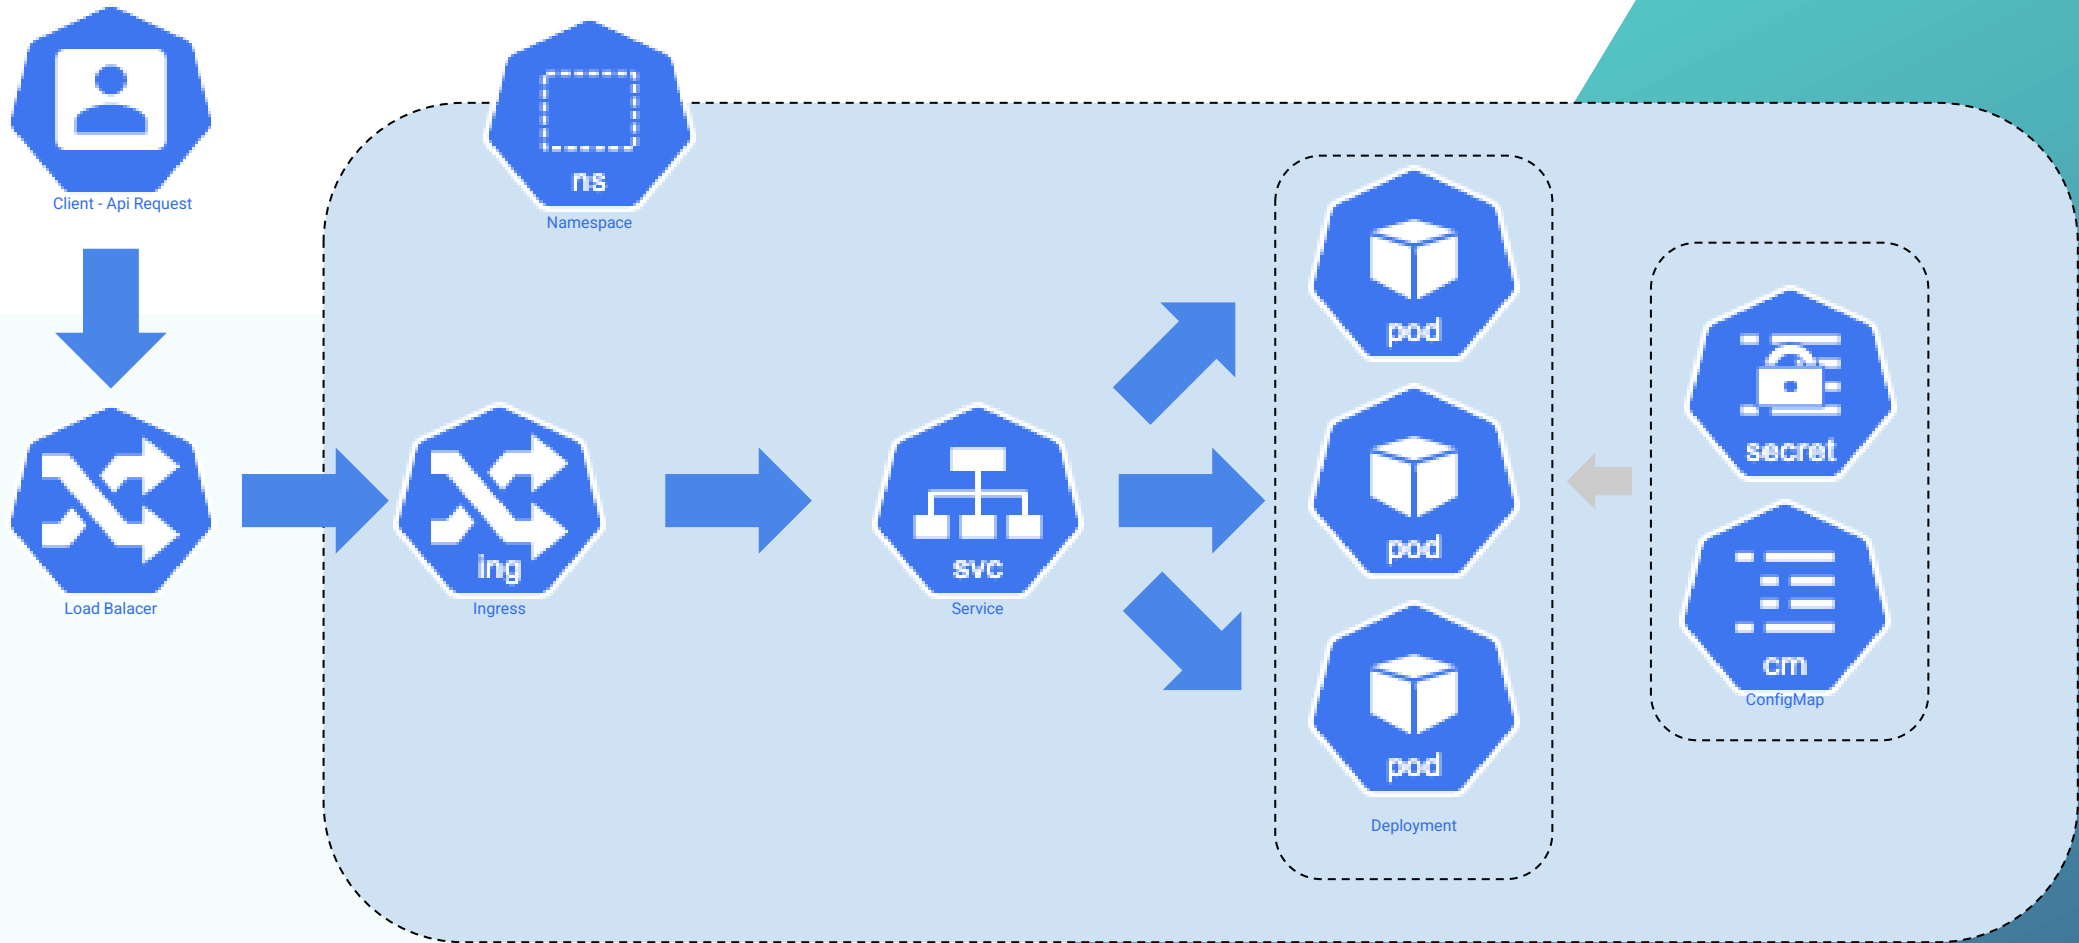 Client - Api Request
ns
Namespace
Load Balacer
ing
Ingress
svc
Service
pod
pod
pod
Deployment
secret
cm
ConfigMap